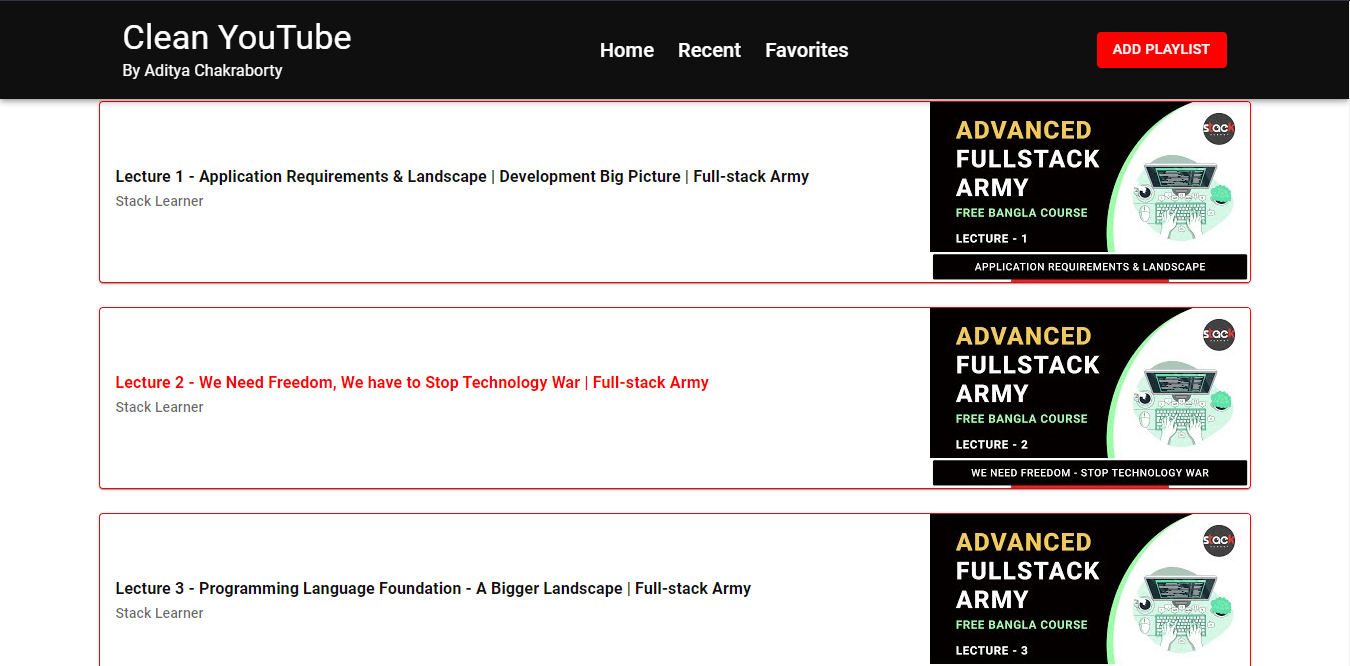 Clean YouTube
By Aditya Chakraborty
Home Recent Favorites
ADD PLAYLIST
Lecture 1 - Application Requirements & Landscape | Development Big Picture | Full-stack Army
Stack Learner
ADVANCED
FULLSTACK
ARMY
FREE BANGLA COURSE
LECTURE - 1
stack
APPLICATION REQUIREMENTS & LANDSCAPE
Lecture 2 - We Need Freedom, We have to Stop Technology War | Full-stack Army
Stack Learner
ADVANCED
FULLSTACK
ARMY
FREE BANGLA COURSE
LECTURE - 2
stack
WE NEED FREEDOM - STOP TECHNOLOGY WAR
Lecture 3 - Programming Language Foundation - A Bigger Landscape | Full-stack Army
Stack Learner
ADVANCED
FULLSTACK
ARMY
FREE BANGLA COURSE
LECTURE - 3
stack